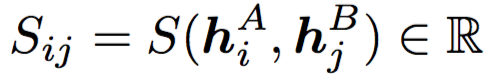 S_{ij} = S(h_i^A, h_j^B) ∈ ℝ